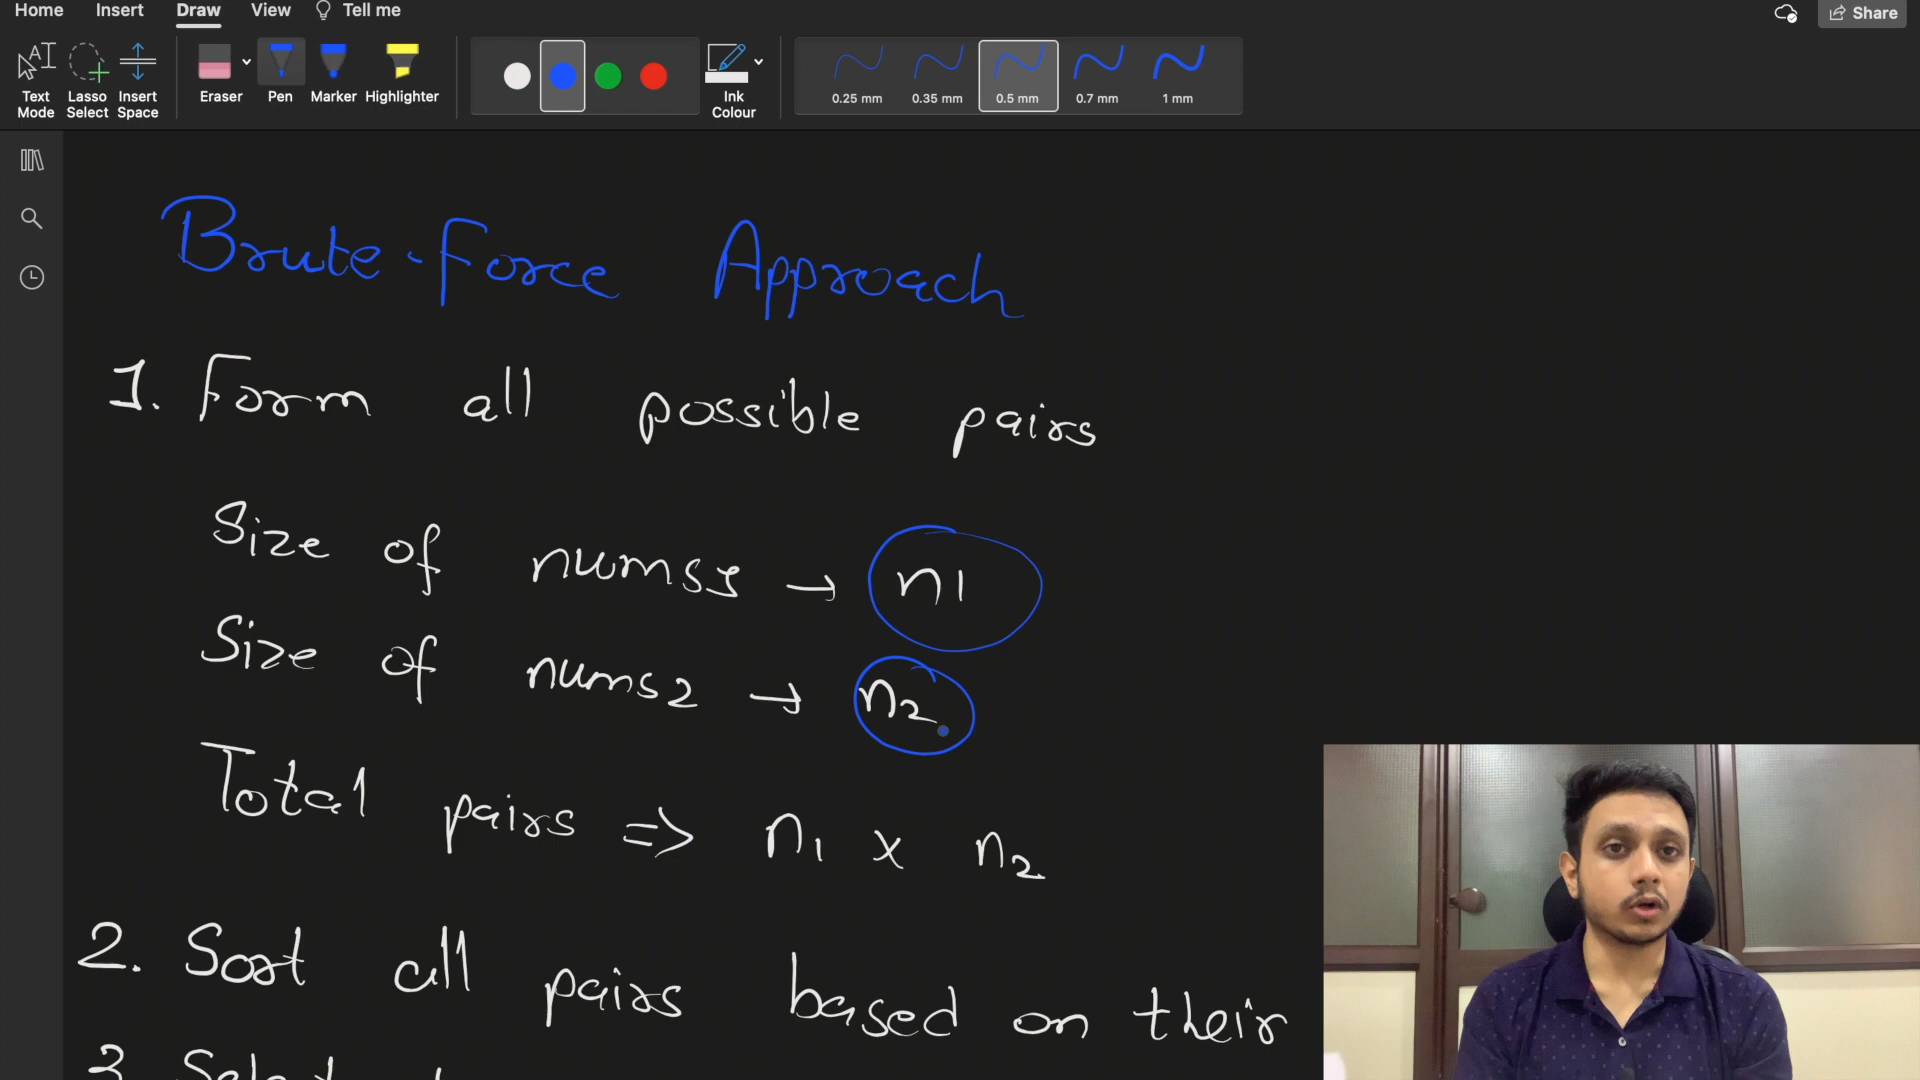 Home Insert Draw View Tell me Share
Text Mode Lasso Select Insert Space Eraser Pen Marker Highlighter Ink Colour 0.25 mm 0.35 mm 0.5 mm 0.7 mm 1 mm
Brute-Force Approach
1. Form all possible pairs
Size of nums1 → n1
Size of nums2 → n2
Total pairs => n1 x n2
2. Sort all pairs based on their
3. Select